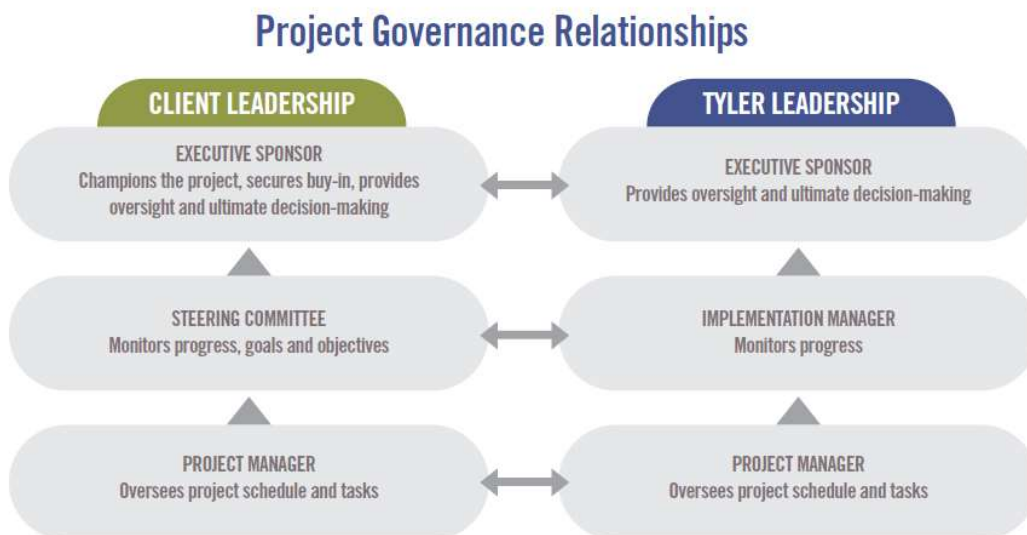 Project Governance Relationships
CLIENT LEADERSHIP
EXECUTIVE SPONSOR
Champions the project, secures buy-in, provides
oversight and ultimate decision-making
STEERING COMMITTEE
Monitors progress, goals and objectives
PROJECT MANAGER
Oversees project schedule and tasks
TYLER LEADERSHIP
EXECUTIVE SPONSOR
Provides oversight and ultimate decision-making
IMPLEMENTATION MANAGER
Monitors progress
PROJECT MANAGER
Oversees project schedule and tasks